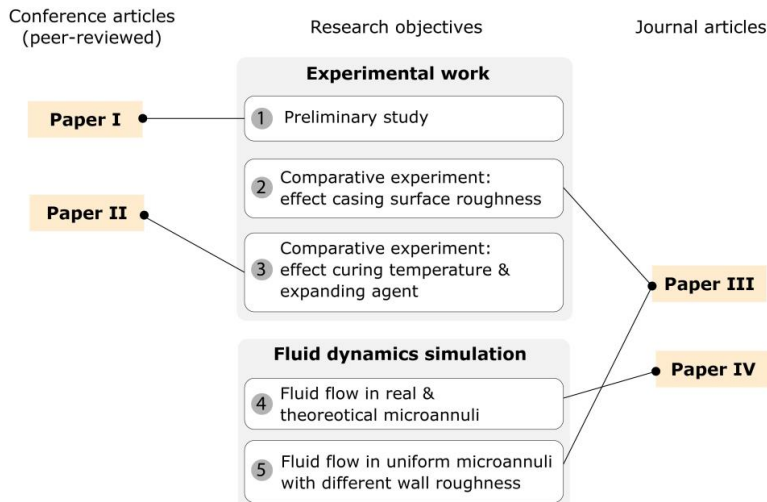 Conference articles
(peer-reviewed)
Research objectives
Journal articles
Experimental work
Paper I
1 Preliminary study
2 Comparative experiment:
effect casing surface roughness
Paper II
3 Comparative experiment:
effect curing temperature &
expanding agent
Paper III
Fluid dynamics simulation
Paper IV
4 Fluid flow in real &
theoreotical microannuli
5 Fluid flow in uniform microannuli
with different wall roughness